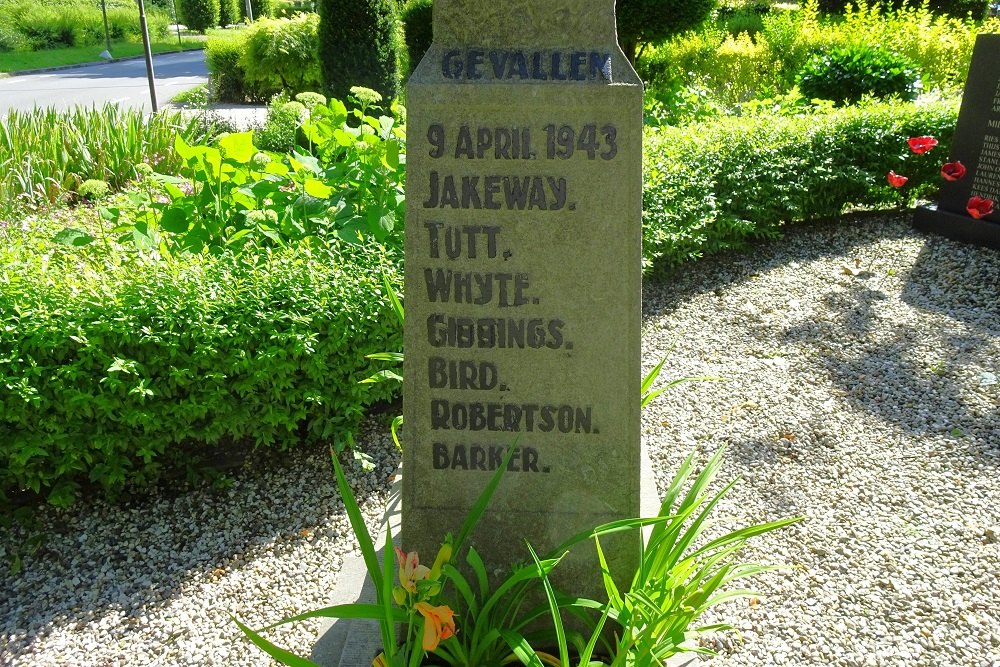 GEVALLEN
9 APRIL 1943
JAKEWAY.
TUTT.
WHYTE.
GIBBINGS.
BIRD.
ROBERTSON.
BARKER.